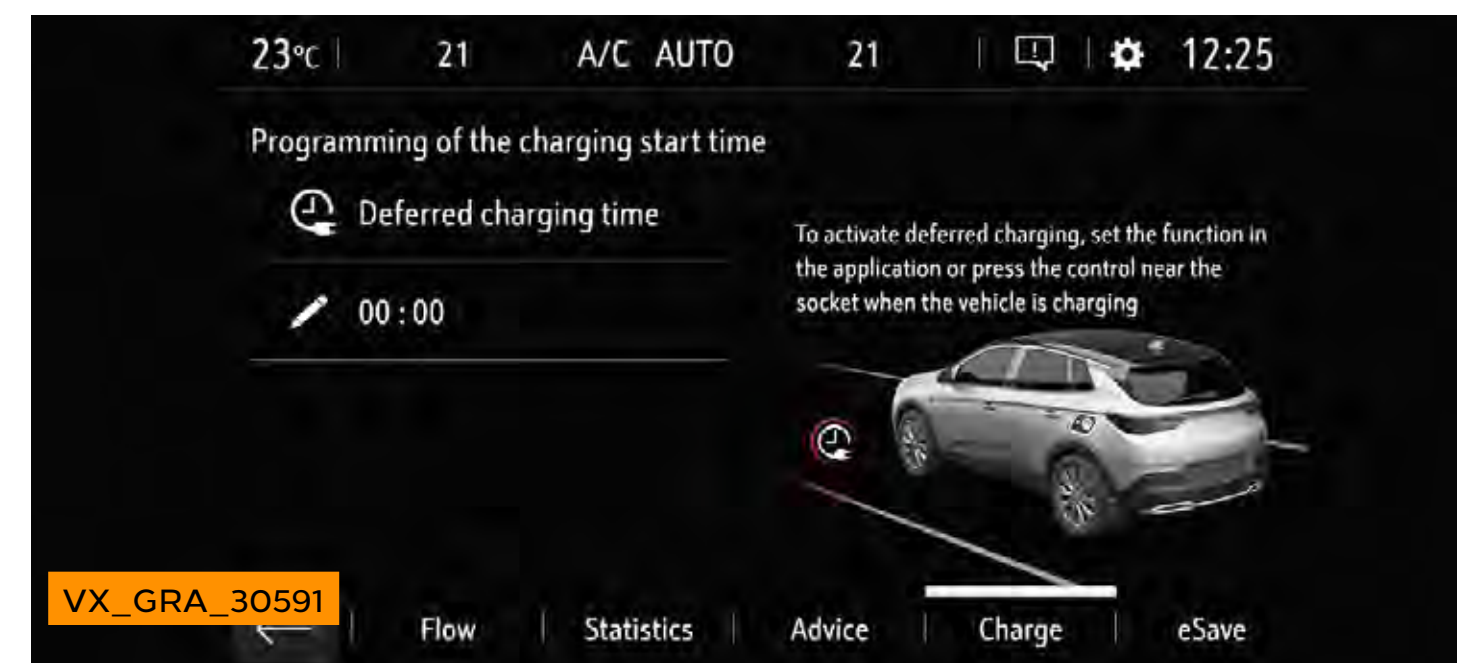 23°C 21 A/C AUTO 21 12:25
Programming of the charging start time
Deferred charging time
00 : 00
To activate deferred charging, set the function in
the application or press the control near the
socket when the vehicle is charging
VX_GRA_30591
Flow Statistics Advice Charge eSave